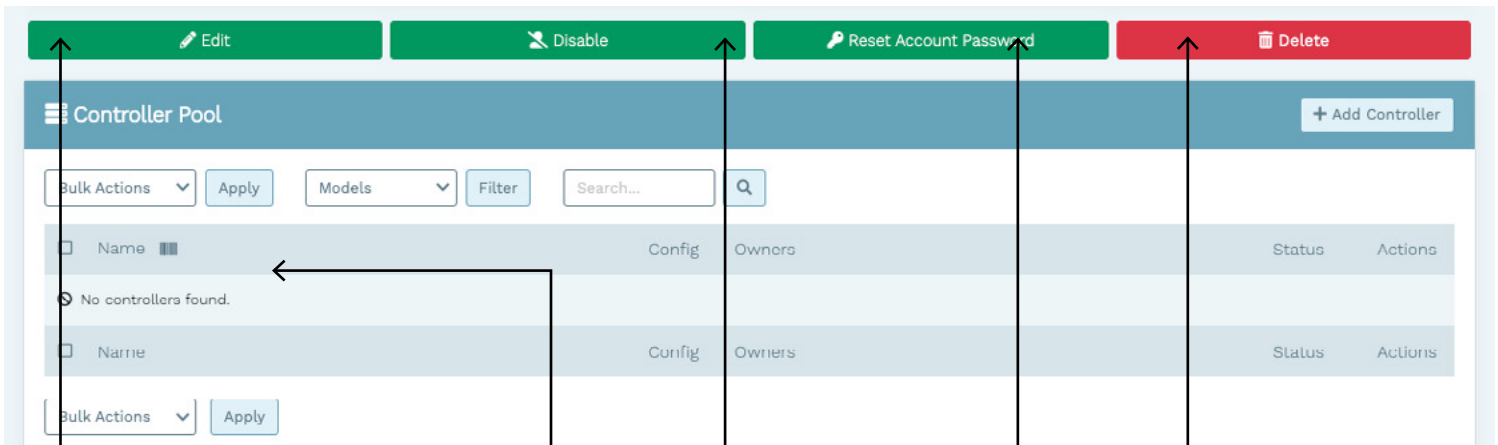 Edit Disable Reset Account Password Delete
Controller Pool + Add Controller
Bulk Actions Apply Models Filter Search...
Name Config Owners Status Actions
No controllers found.
Name Config Owners Status Actions
Bulk Actions Apply